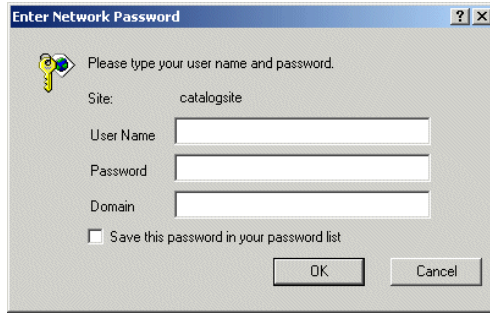 Enter Network Password
Please type your user name and password.
Site: catalogsite
User Name
Password
Domain
Save this password in your password list
OK Cancel